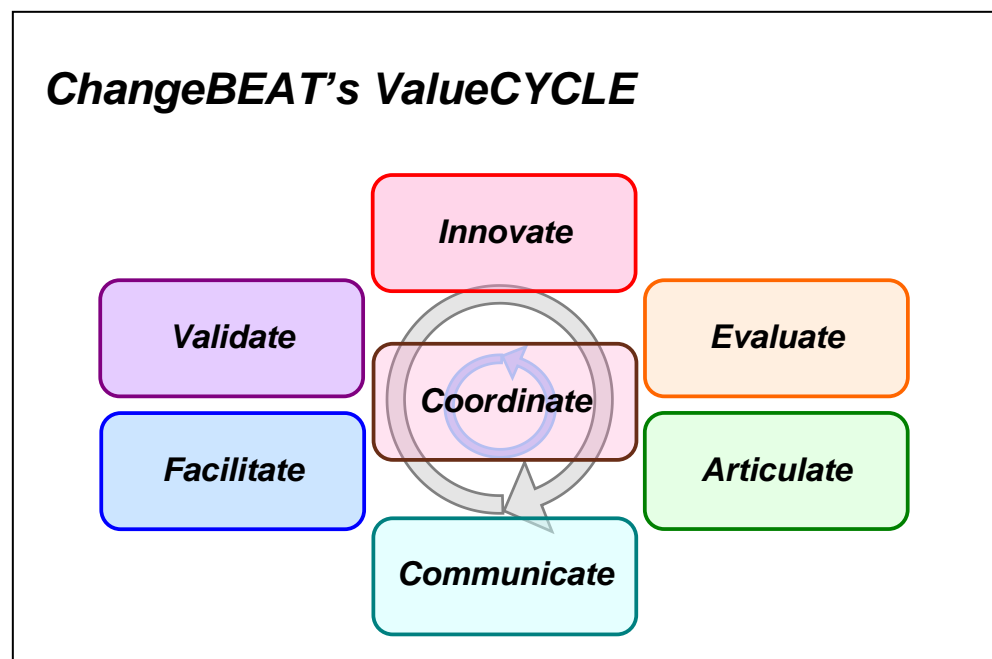 ChangeBEAT's ValueCYCLE
Innovate
Validate
Evaluate
Coordinate
Facilitate
Articulate
Communicate